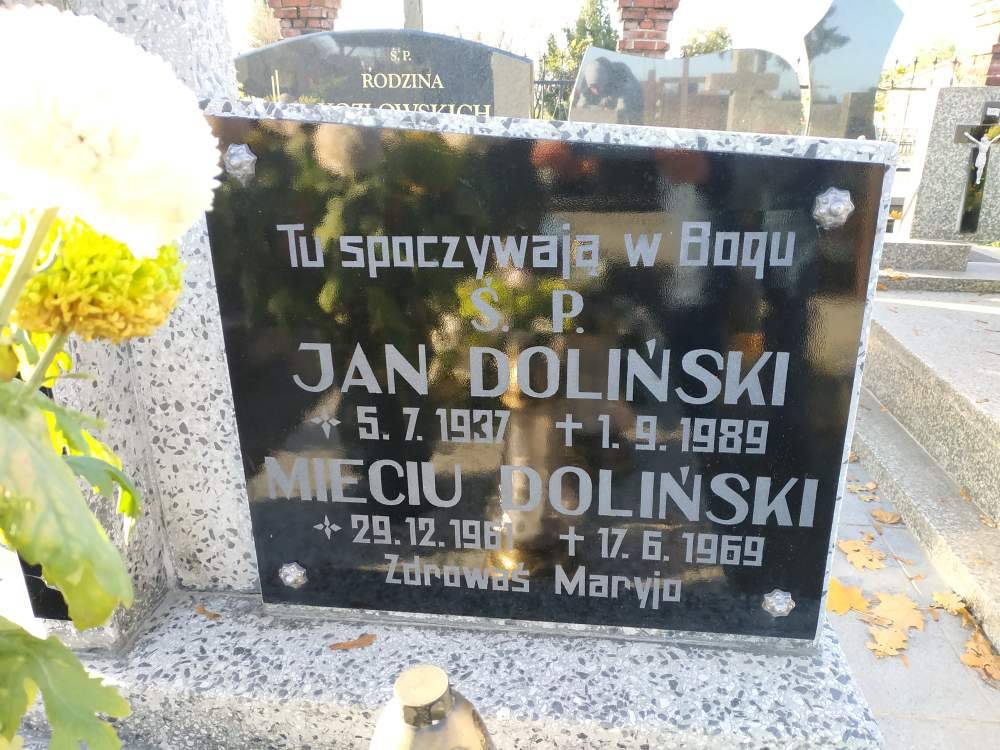 Ś. P.
RODZINA
KOZŁOWSKICH
Tu spoczywają w Bogu
Ś. P.
JAN DOLIŃSKI
5. 7. 1937 † 1. 9. 1989
MIECIU DOLIŃSKI
29. 12. 1961 † 17. 6. 1969
Zdrowaś Maryjo